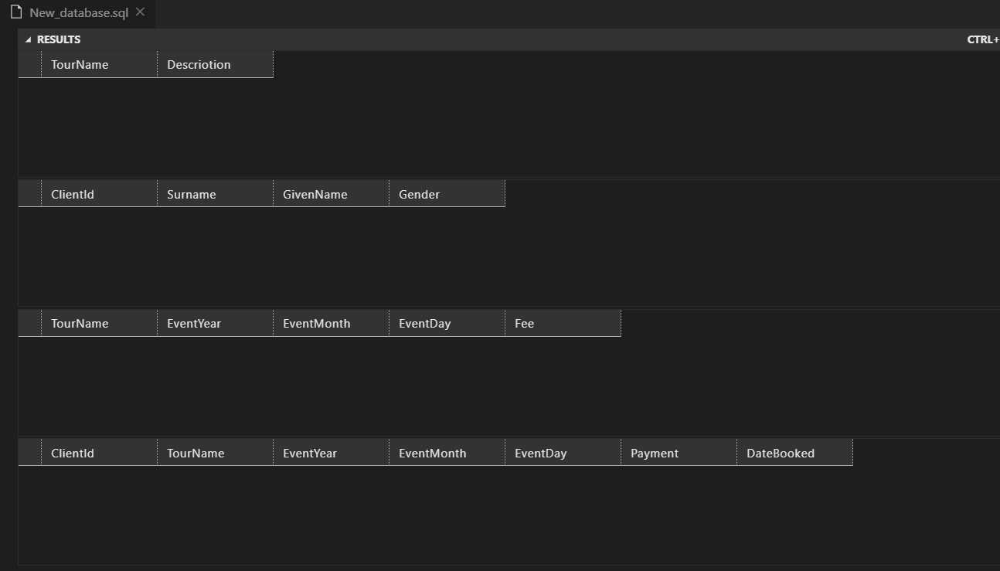 New_database.sql
RESULTS CTRL+
TourName Descriotion
ClientId Surname GivenName Gender
TourName EventYear EventMonth EventDay Fee
ClientId TourName EventYear EventMonth EventDay Payment DateBooked